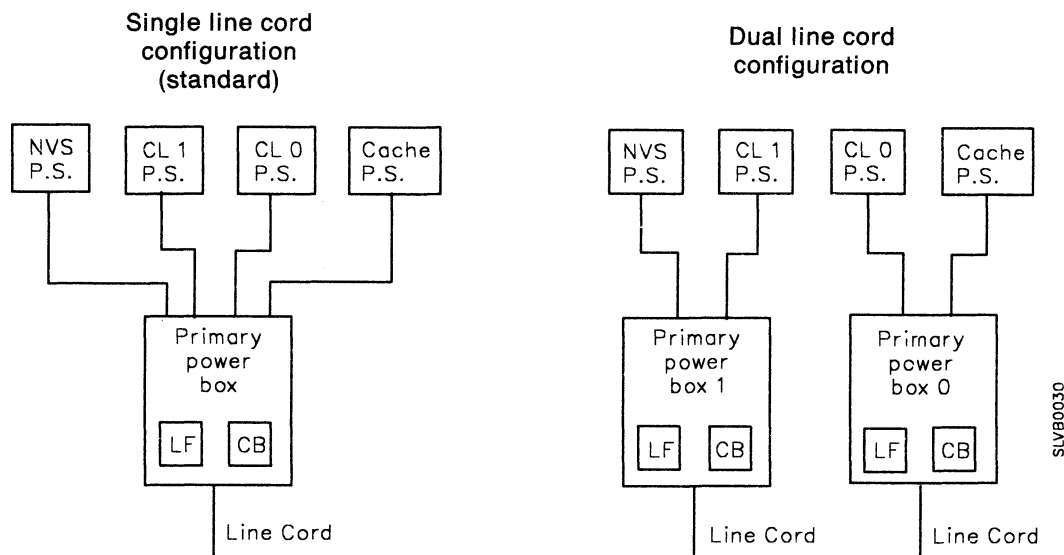 Single line cord
configuration
(standard)
NVS
P.S.
CL 1
P.S.
CL 0
P.S.
Cache
P.S.
Primary
power
box
LF
CB
Line Cord
Dual line cord
configuration
NVS
P.S.
CL 1
P.S.
CL 0
P.S.
Cache
P.S.
Primary
power
box 1
LF
CB
Line Cord
Primary
power
box 0
LF
CB
Line Cord
SLVB0030